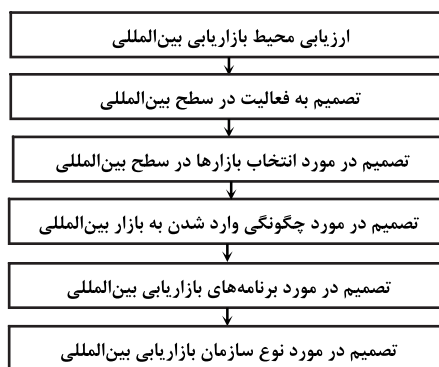 ارزیابی محیط بازاریابی بین‌المللی
تصمیم به فعالیت در سطح بین‌المللی
تصمیم در مورد انتخاب بازارها در سطح بین‌المللی
تصمیم در مورد چگونگی وارد شدن به بازار بین‌المللی
تصمیم در مورد برنامه‌های بازاریابی بین‌المللی
تصمیم در مورد نوع سازمان بازاریابی بین‌المللی